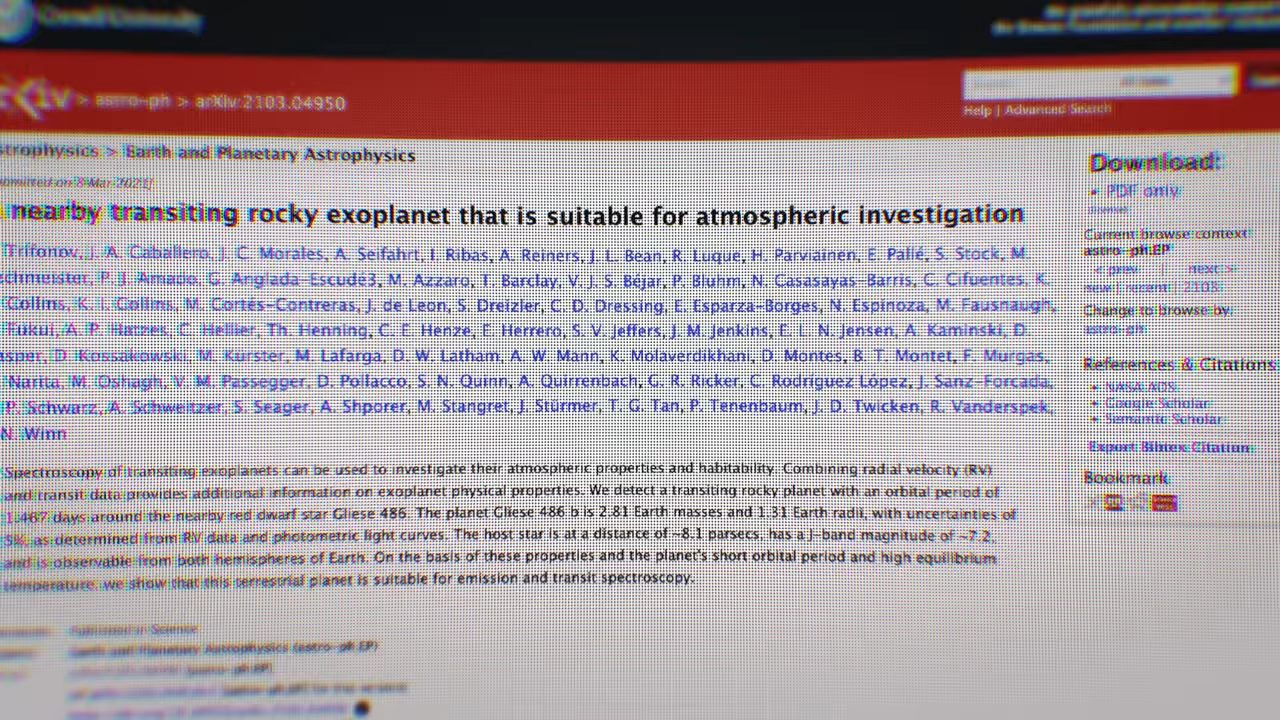 Cornell University
> astro-ph > arXiv:2103.04950
Help | Advanced Search
strophysics > Earth and Planetary Astrophysics
bmitted on 8 Mar 2021]
nearby transiting rocky exoplanet that is suitable for atmospheric investigation
Trifonov, J. A. Caballero, J. C. Morales, A. Seifahrt, I. Ribas, A. Reiners, J. L. Bean, R. Luque, H. Parviainen, E. Pallé, S. Stock, M.
chmeister, P. J. Amado, G. Anglada-Escudé3, M. Azzaro, T. Barclay, V. J. S. Béjar, P. Bluhm, N. Casasayas-Barris, C. Cifuentes, K.
Collins, K. I. Collins, M. Cortés-Contreras, J. de Leon, S. Dreizler, C. D. Dressing, E. Esparza-Borges, N. Espinoza, M. Fausnaugh,
Fukui, A. P. Hatzes, C. Hellier, Th. Henning, C. E. Henze, E. Herrero, S. V. Jeffers, J. M. Jenkins, E. L. N. Jensen, A. Kaminski, D.
asper, D. Kossakowski, M. Kürster, M. Lafarga, D. W. Latham, A. W. Mann, K. Molaverdikhani, D. Montes, B. T. Montet, F. Murgas,
Narita, M. Oshagh, V. M. Passegger, D. Pollacco, S. N. Quinn, A. Quirrenbach, G. R. Ricker, C. Rodríguez López, J. Sanz-Forcada,
P. Schwarz, A. Schweitzer, S. Seager, A. Shporer, M. Stangret, J. Stürmer, T. G. Tan, P. Tenenbaum, J. D. Twicken, R. Vanderspek,
N. Winn
Spectroscopy of transiting exoplanets can be used to investigate their atmospheric properties and habitability. Combining radial velocity (RV)
and transit data provides additional information on exoplanet physical properties. We detect a transiting rocky planet with an orbital period of
1.467 days around the nearby red dwarf star Gliese 486. The planet Gliese 486 b is 2.81 Earth masses and 1.31 Earth radii, with uncertainties of
5%, as determined from RV data and photometric light curves. The host star is at a distance of ~8.1 parsecs, has a J-band magnitude of ~7.2,
and is observable from both hemispheres of Earth. On the basis of these properties and the planet's short orbital period and high equilibrium
temperature, we show that this terrestrial planet is suitable for emission and transit spectroscopy.
Published in Science
Earth and Planetary Astrophysics (astro-ph.EP)
Download:
• PDF only
Current browse context:
astro-ph.EP
< prev | next >
new | recent | 2103
Change to browse by:
astro-ph
References & Citations
• NASA ADS
• Google Scholar
• Semantic Scholar
Export Bibtex Citation
Bookmark